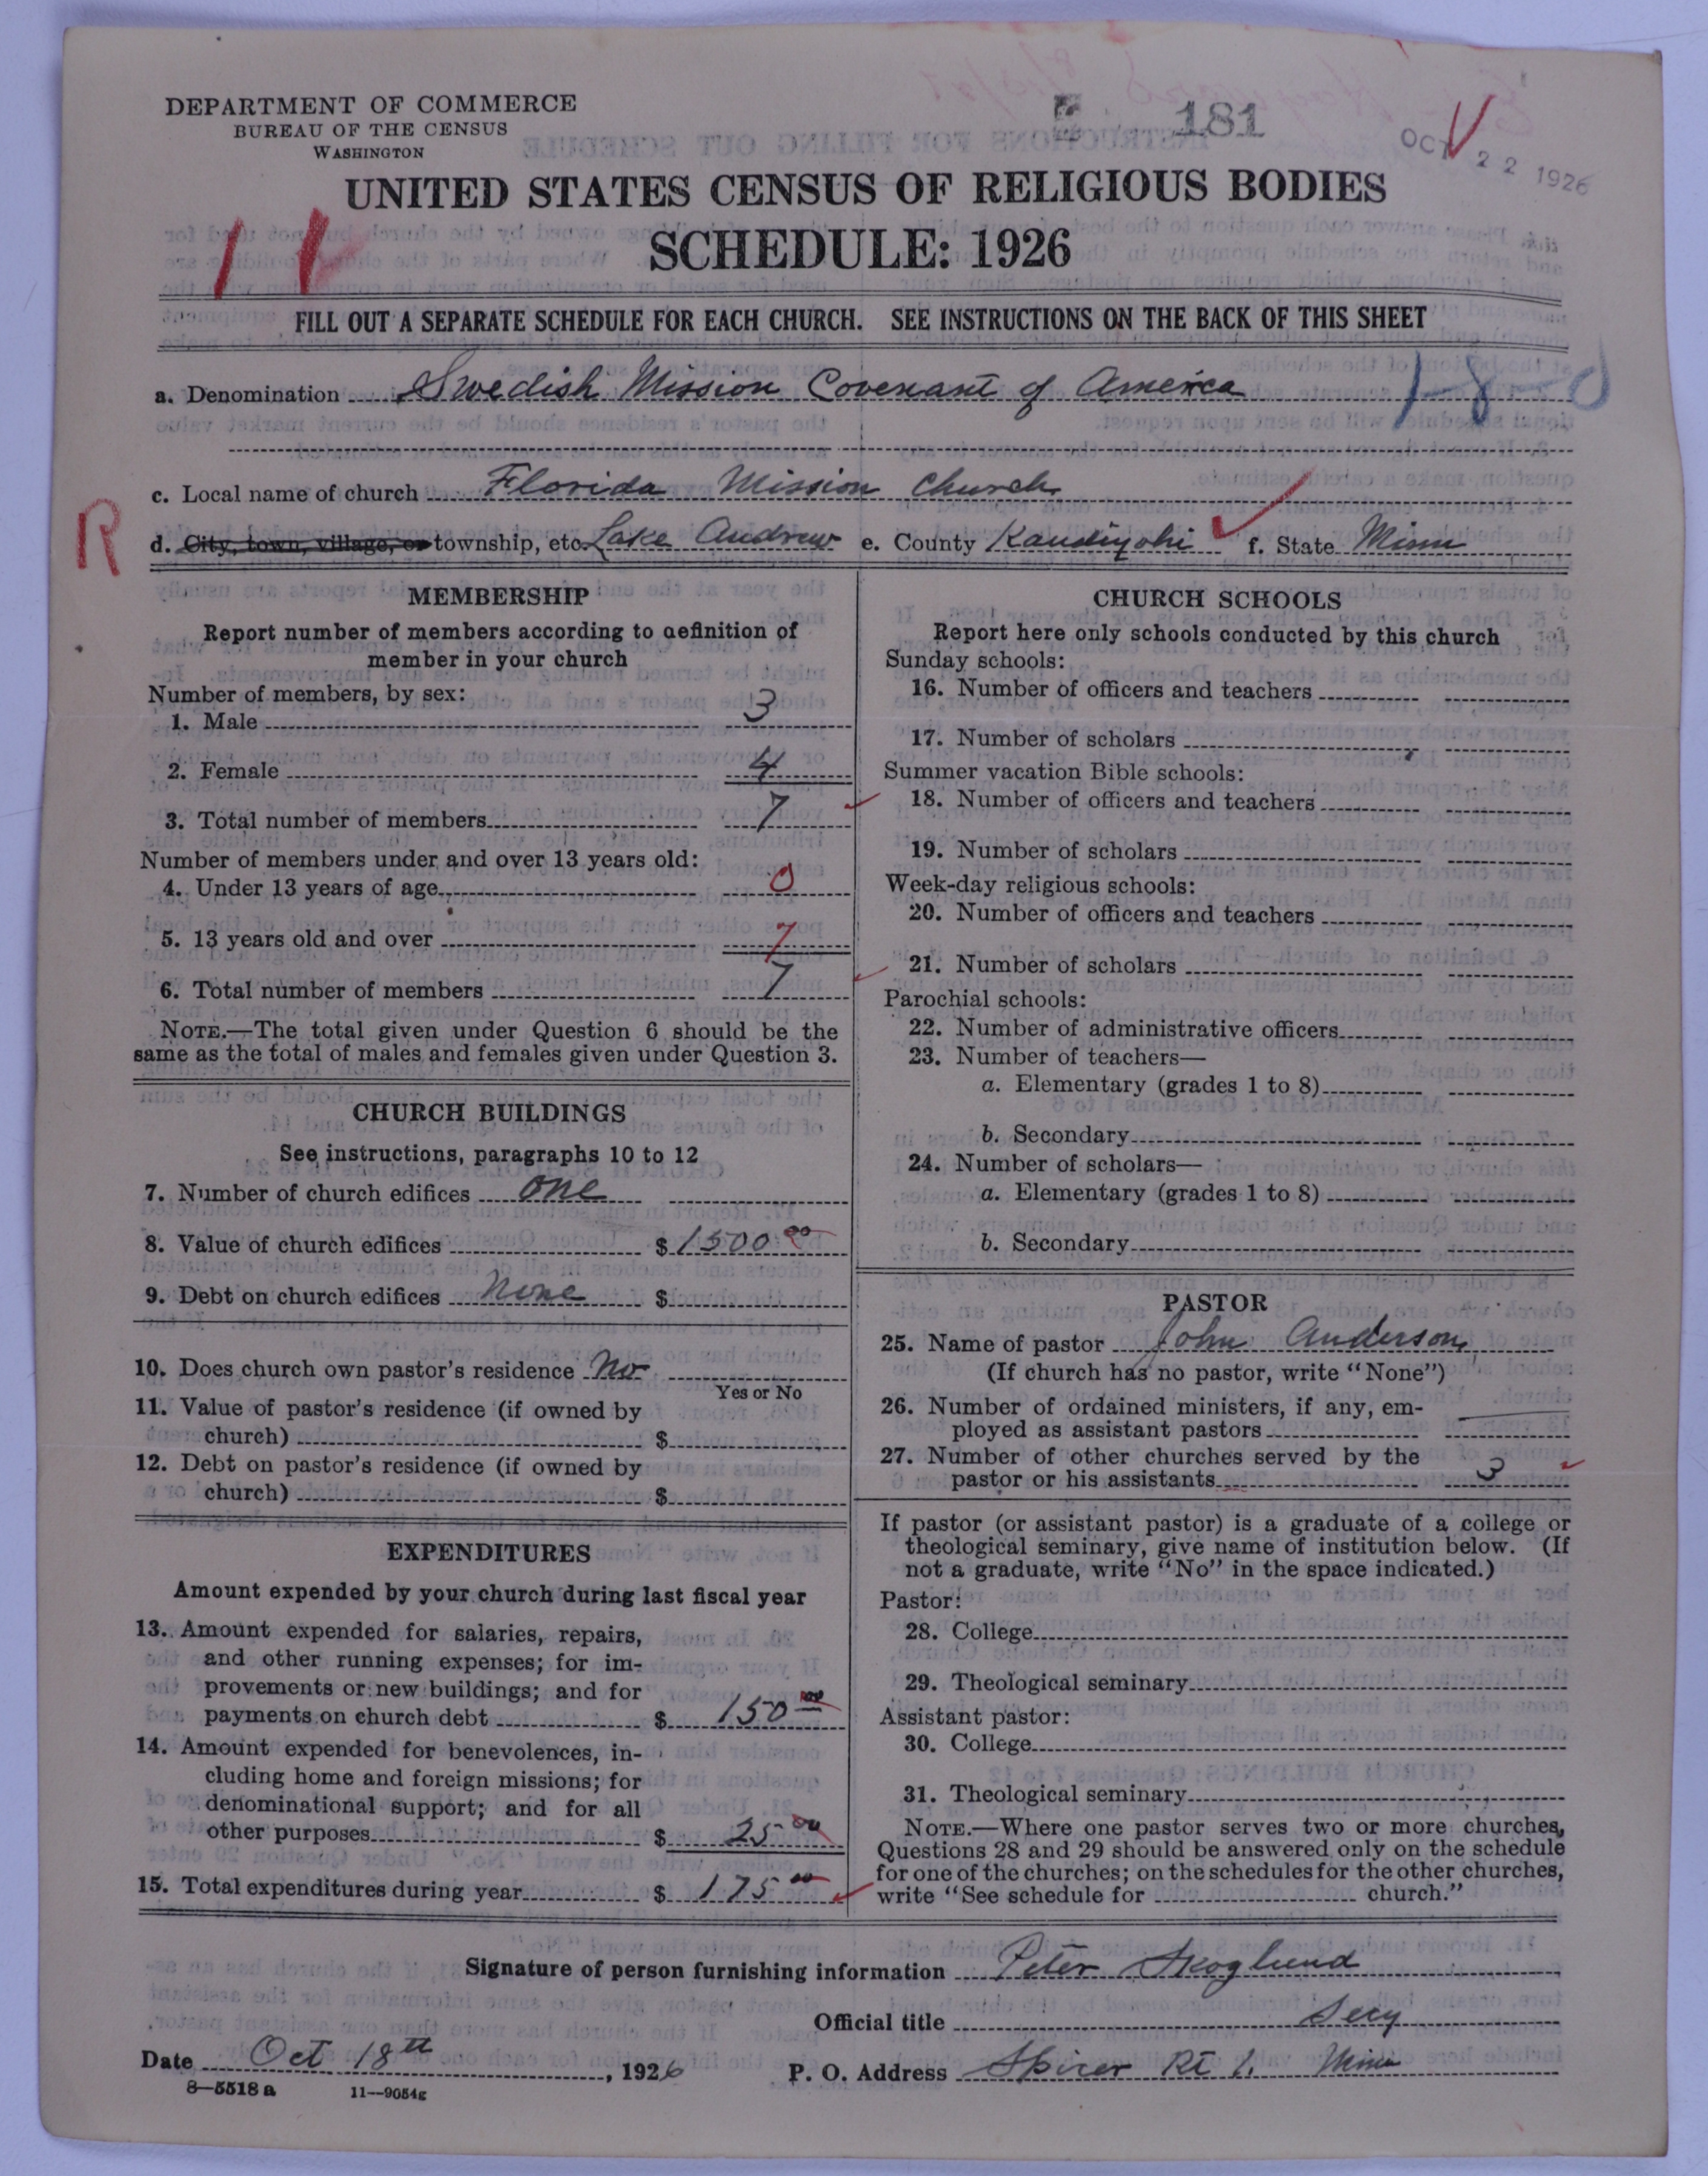 DEPARTMENT OF COMMERCE
BUREAU OF THE CENSUS
WASHINGTON
181
OCT 22 1926
UNITED STATES CENSUS OF RELIGIOUS BODIES
SCHEDULE: 1926
FILL OUT A SEPARATE SCHEDULE FOR EACH CHURCH. SEE INSTRUCTIONS ON THE BACK OF THIS SHEET
a. Denomination Swedish Mission Covenant of America
1-8-0
c. Local name of church Florida Mission Church
R
d. City, town, village, or township, etc. Lake Andrew e. County Kandiyohi f. State Minn
MEMBERSHIP
Report number of members according to definition of
member in your church
Number of members, by sex:
1. Male 3
2. Female 4
3. Total number of members 7
Number of members under and over 13 years old:
4. Under 13 years of age 0
5. 13 years old and over 7
6. Total number of members 7
NOTE.—The total given under Question 6 should be the
same as the total of males and females given under Question 3.
CHURCH BUILDINGS
See instructions, paragraphs 10 to 12
7. Number of church edifices one
8. Value of church edifices $ 1500 00
9. Debt on church edifices None $
10. Does church own pastor's residence No
Yes or No
11. Value of pastor's residence (if owned by
church) $
12. Debt on pastor's residence (if owned by
church) $
EXPENDITURES
Amount expended by your church during last fiscal year
13. Amount expended for salaries, repairs,
and other running expenses; for im-
provements or new buildings; and for
payments on church debt $ 150 00
14. Amount expended for benevolences, in-
cluding home and foreign missions; for
denominational support; and for all
other purposes $ 25 00
15. Total expenditures during year $ 175 00
CHURCH SCHOOLS
Report here only schools conducted by this church
Sunday schools:
16. Number of officers and teachers
17. Number of scholars
Summer vacation Bible schools:
18. Number of officers and teachers
19. Number of scholars
Week-day religious schools:
20. Number of officers and teachers
21. Number of scholars
Parochial schools:
22. Number of administrative officers
23. Number of teachers—
a. Elementary (grades 1 to 8)
b. Secondary
24. Number of scholars—
a. Elementary (grades 1 to 8)
b. Secondary
PASTOR
25. Name of pastor John Anderson
(If church has no pastor, write "None")
26. Number of ordained ministers, if any, em-
ployed as assistant pastors
27. Number of other churches served by the
pastor or his assistants 3
If pastor (or assistant pastor) is a graduate of a college or
theological seminary, give name of institution below. (If
not a graduate, write "No" in the space indicated.)
Pastor:
28. College
29. Theological seminary
Assistant pastor:
30. College
31. Theological seminary
NOTE.—Where one pastor serves two or more churches,
Questions 28 and 29 should be answered only on the schedule
for one of the churches; on the schedules for the other churches,
write "See schedule for church."
Signature of person furnishing information Peter Skoglund
Official title Secy
Date Oct 18th, 1926 P. O. Address Spicer Rt 1. Minn
8—5518 a 11—9054g